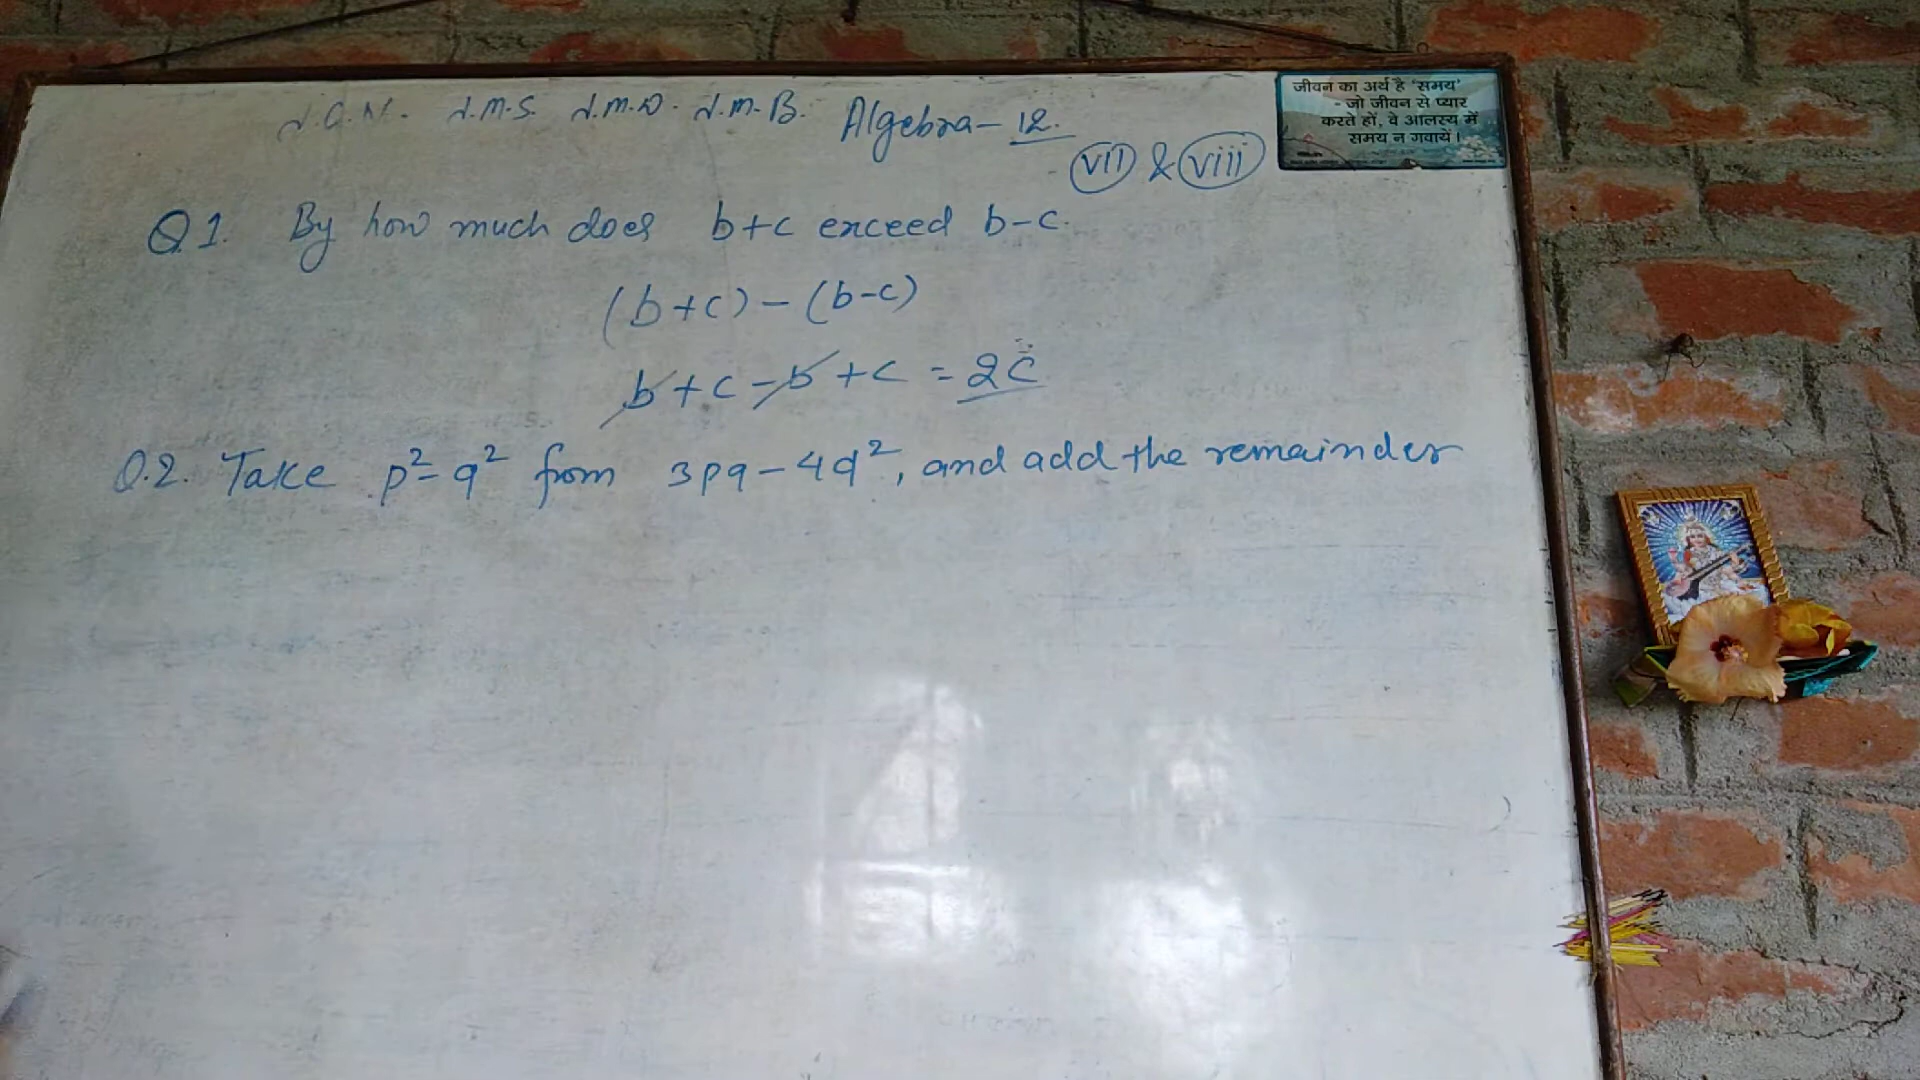 J.G.N. J.M.S. J.M.D. J.M.B. Algebra - 12.
VII & VIII
जीवन का अर्थ है 'समय'
- जो जीवन से प्यार
करते हों, वे आलस्य में
समय न गवायें।
Q1. By how much does b+c exceed b-c.
(b+c) - (b-c)
b+c-b+c = 2c
Q.2. Take p²-q² from 3pq-4q², and add the remainder